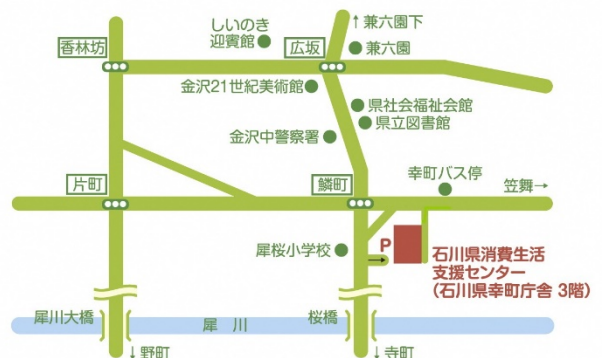 しいのき
迎賓館
↑兼六園下
香林坊
広坂
兼六園
金沢21世紀美術館
県社会福祉会館
県立図書館
金沢中警察署
幸町バス停
片町
鱗町
笠舞→
犀桜小学校
P
石川県消費生活
支援センター
(石川県幸町庁舎 3階)
犀川大橋
犀 川
桜橋
↓野町
↓寺町